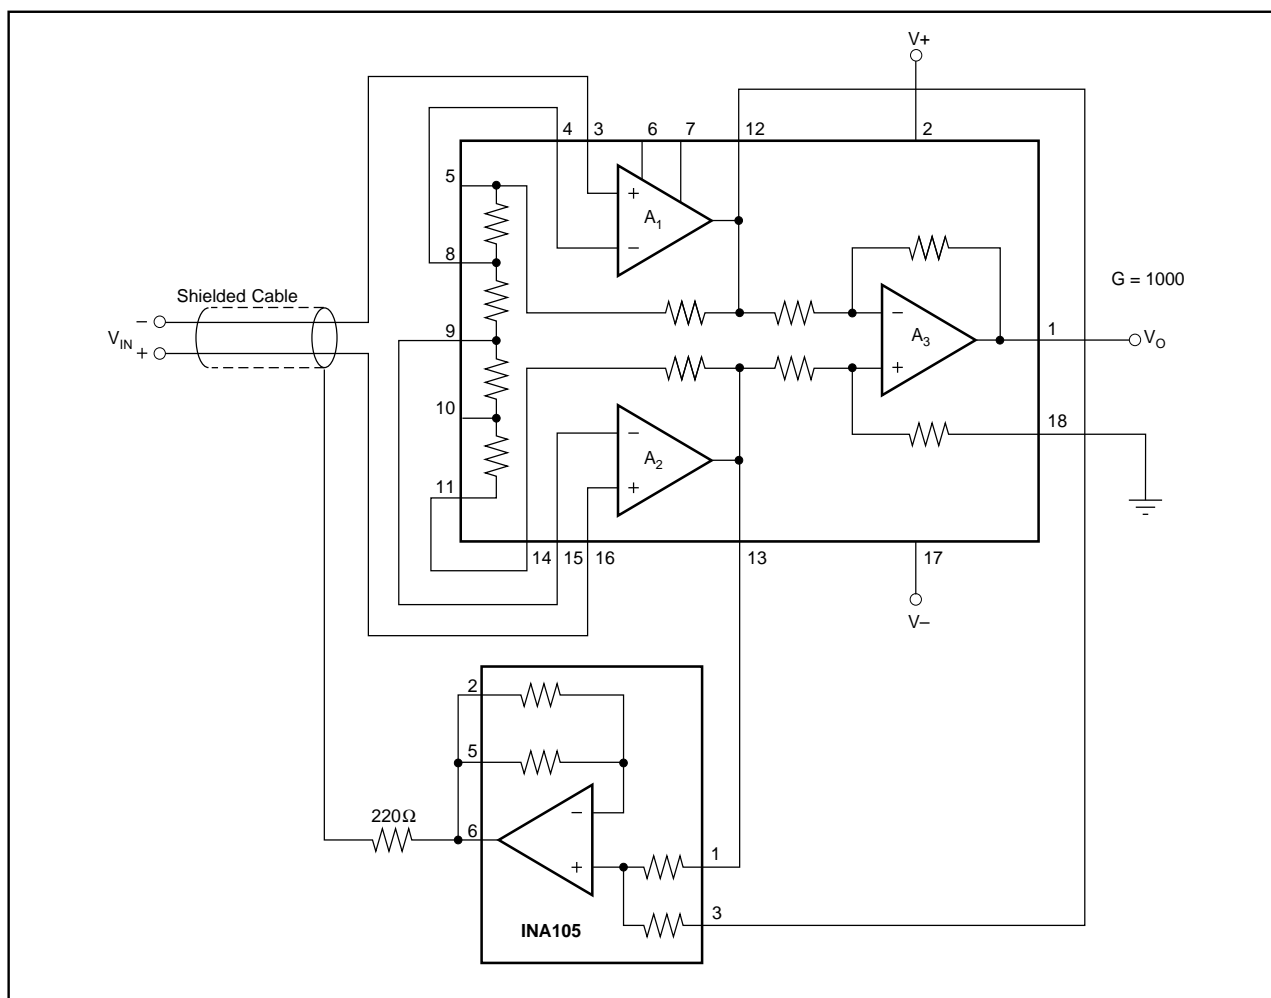 V+
4 3 6 7 12 2
5
+
A1
−
8
G = 1000
Shielded Cable
−
VIN
+
9
−
A3
+
1
VO
10
18
−
A2
+
11
14 15 16 13 17
V–
2
5
220Ω
6
−
+
1
3
INA105